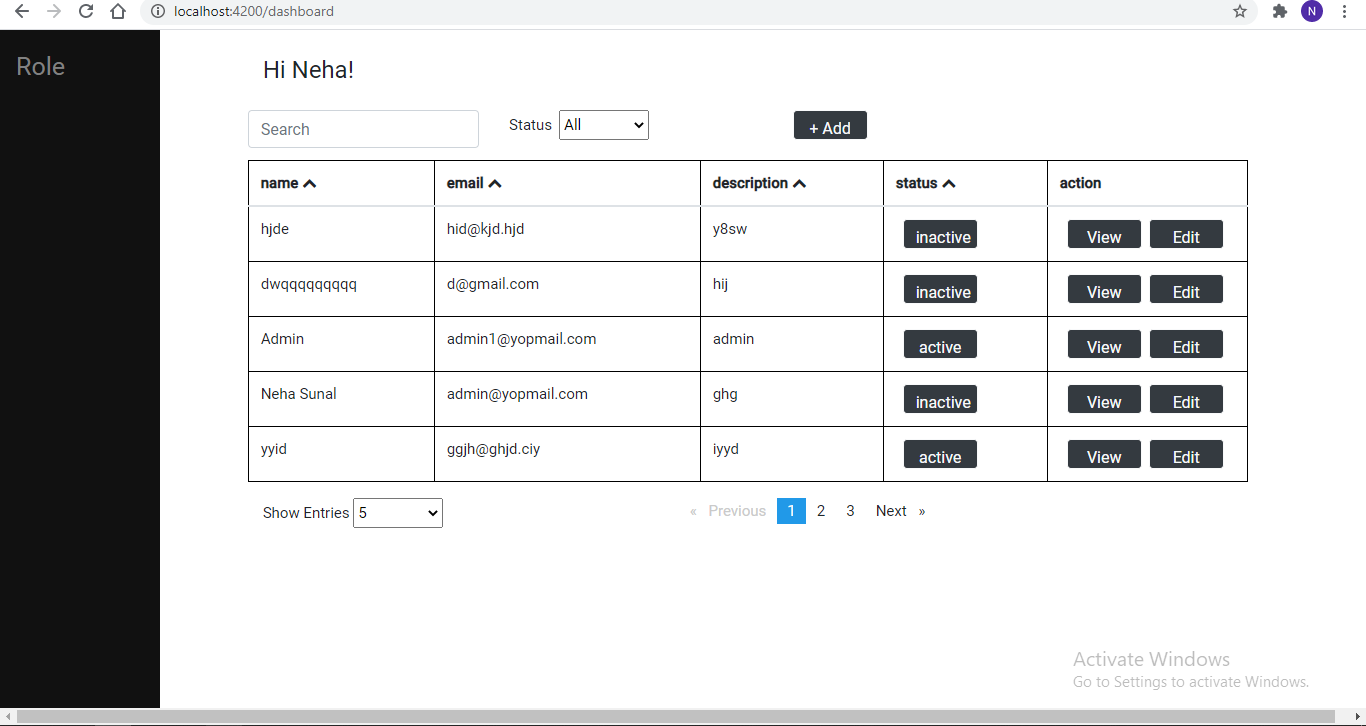 localhost:4200/dashboard
N
Role
Hi Neha!
Search
Status All
+ Add
name email description status action
hjde hid@kjd.hjd y8sw inactive View Edit
dwqqqqqqqqq d@gmail.com hij inactive View Edit
Admin admin1@yopmail.com admin active View Edit
Neha Sunal admin@yopmail.com ghg inactive View Edit
yyid ggjh@ghjd.ciy iyyd active View Edit
Show Entries 5
« Previous 1 2 3 Next »
Activate Windows
Go to Settings to activate Windows.